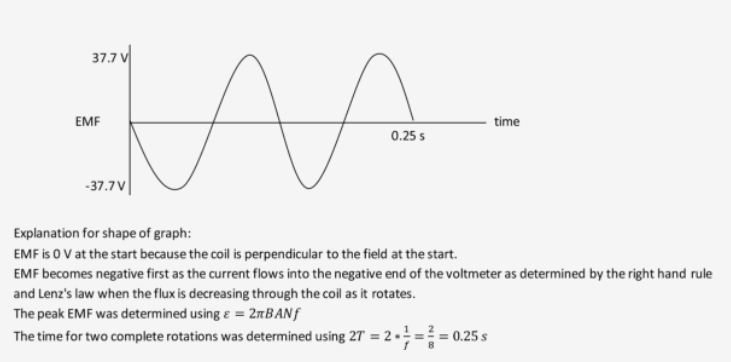 37.7 V
EMF
time
0.25 s
-37.7 V
Explanation for shape of graph:
EMF is 0 V at the start because the coil is perpendicular to the field at the start.
EMF becomes negative first as the current flows into the negative end of the voltmeter as determined by the right hand rule
and Lenz's law when the flux is decreasing through the coil as it rotates.
The peak EMF was determined using ε = 2πBANf
The time for two complete rotations was determined using 2T = 2 * 1/f = 2/8 = 0.25 s